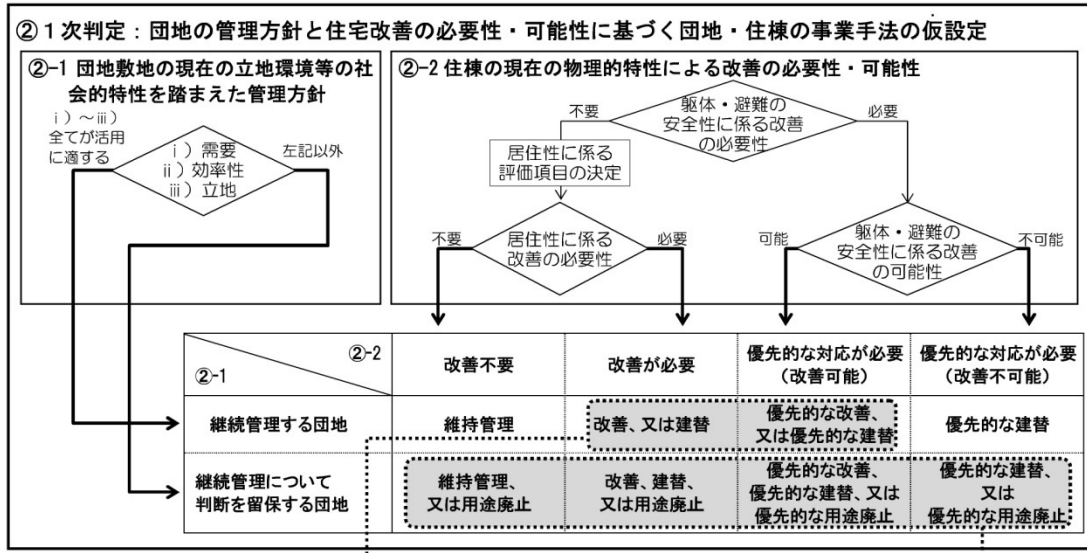 ② 1次判定:団地の管理方針と住宅改善の必要性・可能性に基づく団地・住棟の事業手法の仮設定
②-1 団地敷地の現在の立地環境等の社
会的特性を踏まえた管理方針
ⅰ)~ⅲ)
全てが活用
に適する
ⅰ)需要
ⅱ)効率性
ⅲ)立地
左記以外
②-2 住棟の現在の物理的特性による改善の必要性・可能性
不要
躯体・避難の
安全性に係る改善
の必要性
必要
居住性に係る
評価項目の決定
不要
居住性に係る
改善の必要性
必要
可能
躯体・避難の
安全性に係る改善
の可能性
不可能
②-2
②-1
改善不要
改善が必要
優先的な対応が必要
(改善可能)
優先的な対応が必要
(改善不可能)
継続管理する団地
維持管理
改善、又は建替
優先的な改善、
又は優先的な建替
優先的な建替
継続管理について
判断を留保する団地
維持管理、
又は用途廃止
改善、建替、
又は用途廃止
優先的な改善、
優先的な建替、又は
優先的な用途廃止
優先的な建替、
又は
優先的な用途廃止